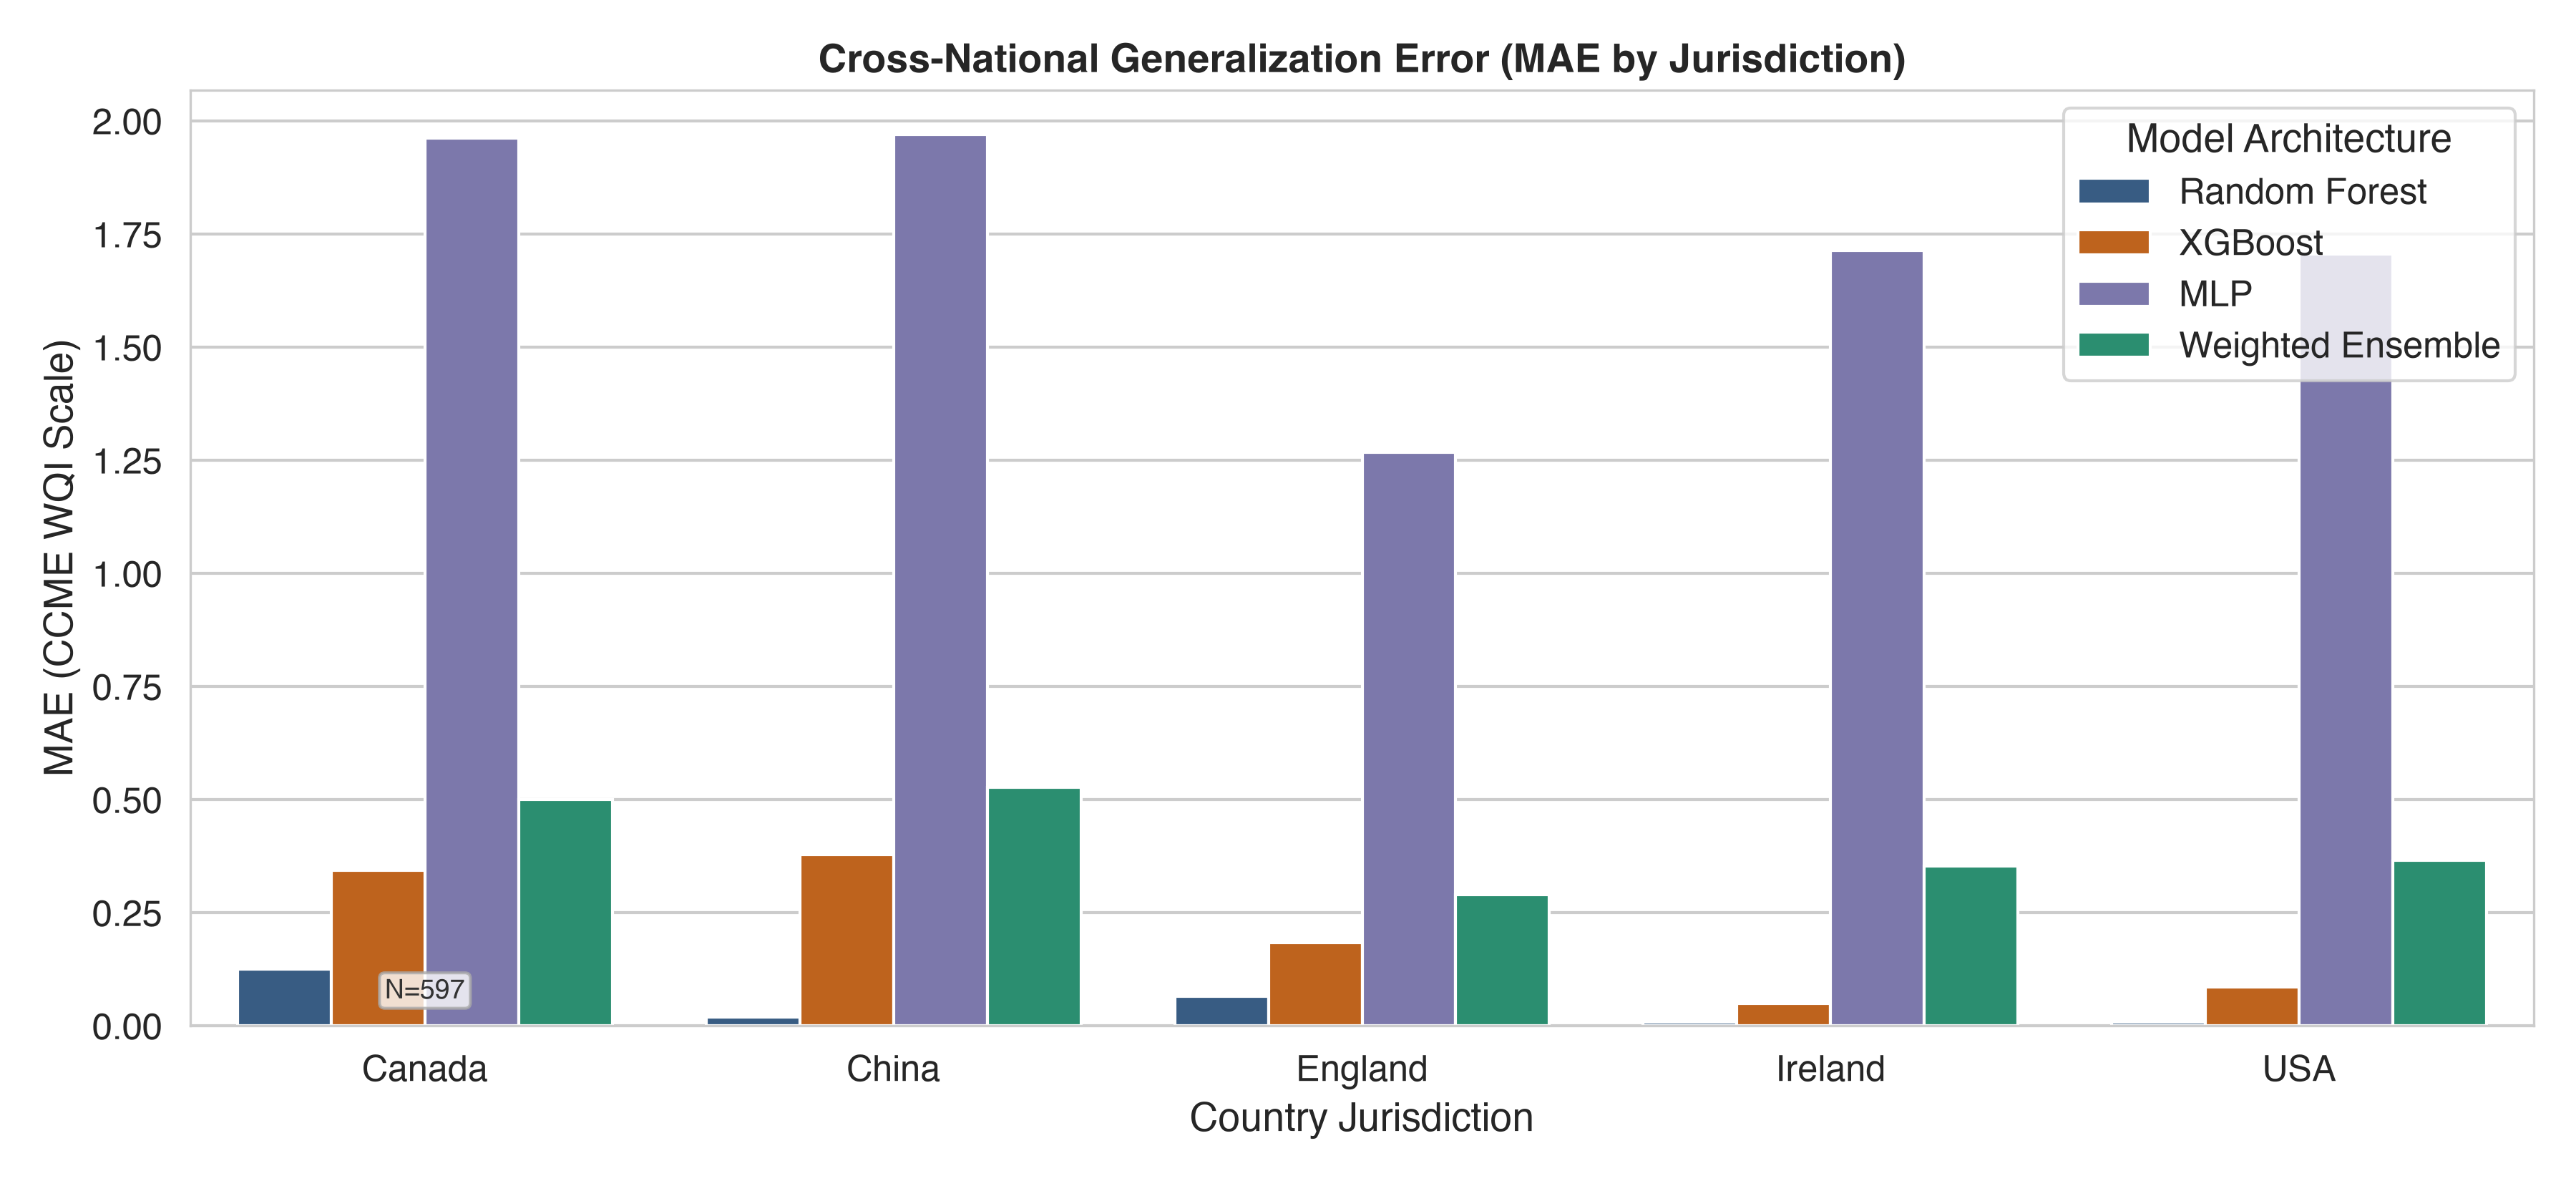 Cross-National Generalization Error (MAE by Jurisdiction)
MAE (CCME WQI Scale)
2.00
1.75
1.50
1.25
1.00
0.75
0.50
0.25
0.00
Model Architecture
Random Forest
XGBoost
MLP
Weighted Ensemble
N=597
Canada
China
England
Ireland
USA
Country Jurisdiction